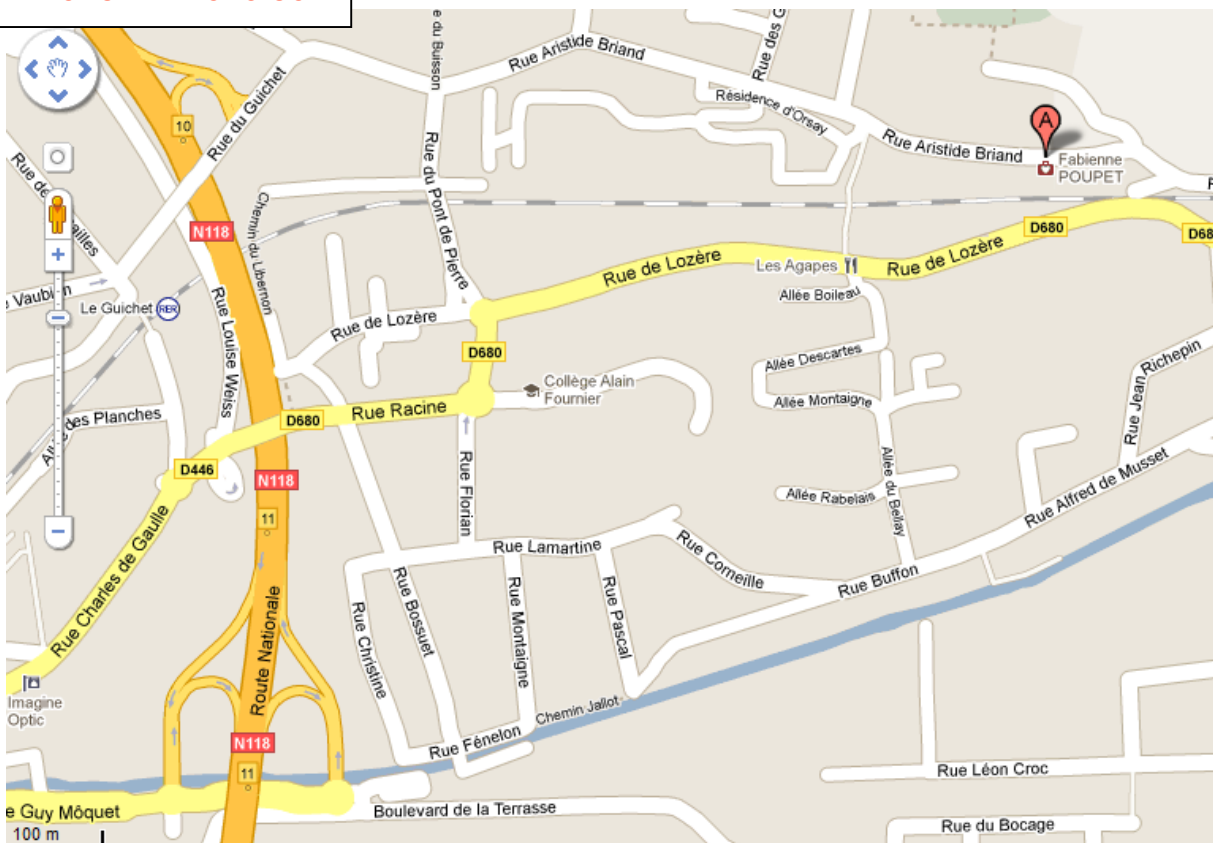 e du Buisson
Rue Aristide Briand
Rue des G
Résidence d'Orsay
Rue Aristide Briand
A
Fabienne
POUPET
10
Rue du Guichet
Rue du Pont de Pierre
Chemin du Libernon
N118
Rue de Lozère
D680
Rue de Lozère
D68
Les Agapes
Allée Boileau
e Vaubien
Le Guichet
RER
Rue Louise Weiss
Rue de Lozère
D680
Allée Descartes
Rue Jean Richepin
Collège Alain
Fournier
Allée Montaigne
des Planches
D680
Rue Racine
D446
N118
11
Rue Florian
Allée Rabelais
Allée du Bellay
Rue Alfred de Musset
Rue Charles de Gaulle
Rue Lamartine
Rue Corneille
Rue Buffon
Rue Christine
Rue Bossuet
Rue Montaigne
Rue Pascal
Route Nationale
Imagine
Optic
Chemin Jallot
Rue Fénelon
N118
11
Rue Léon Croc
e Guy Môquet
Boulevard de la Terrasse
Rue du Bocage
100 m